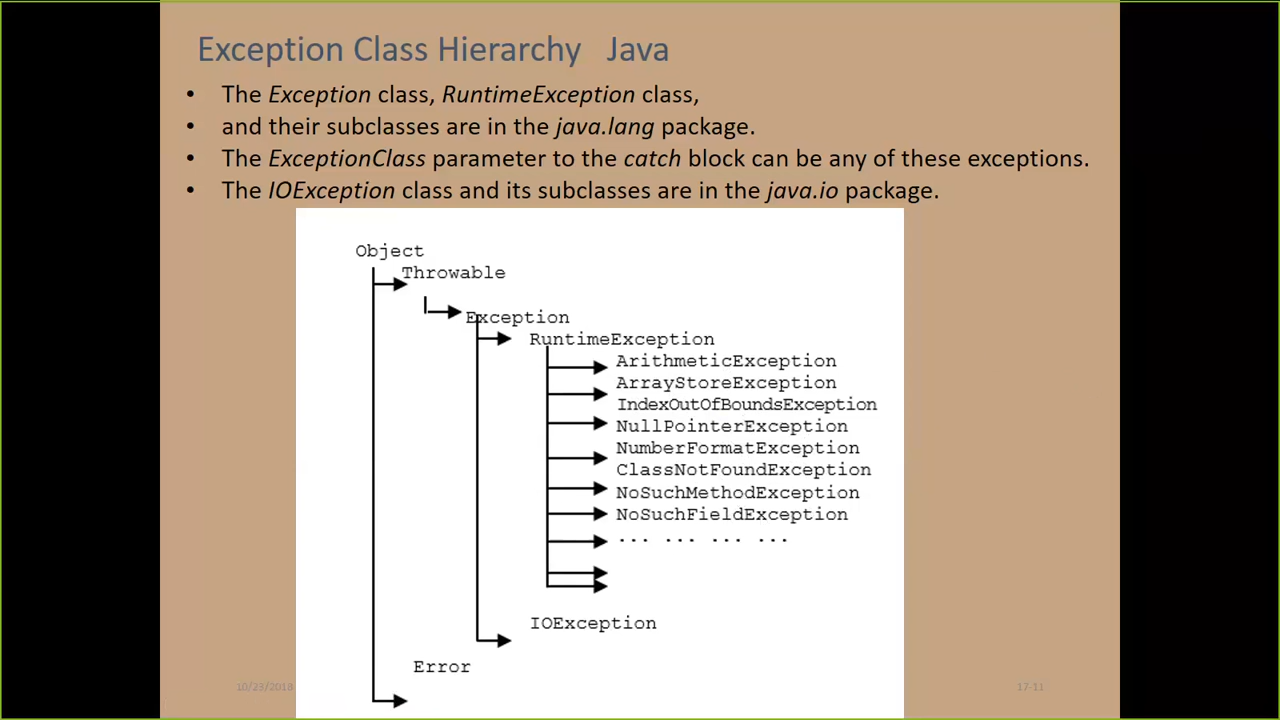 Exception Class Hierarchy Java
• The Exception class, RuntimeException class,
• and their subclasses are in the java.lang package.
• The ExceptionClass parameter to the catch block can be any of these exceptions.
• The IOException class and its subclasses are in the java.io package.
Object
Throwable
Exception
RuntimeException
ArithmeticException
ArrayStoreException
IndexOutOfBoundsException
NullPointerException
NumberFormatException
ClassNotFoundException
NoSuchMethodException
NoSuchFieldException
... ... ... ...
IOException
Error
10/23/2018
17-11